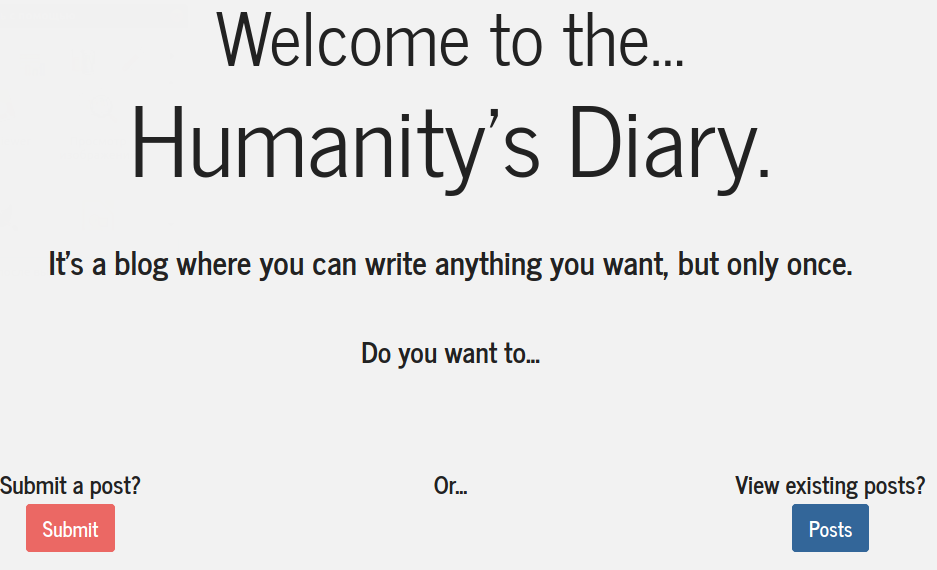 Welcome to the...
Humanity's Diary.
It's a blog where you can write anything you want, but only once.
Do you want to...
Submit a post?
Or...
View existing posts?
Submit
Posts